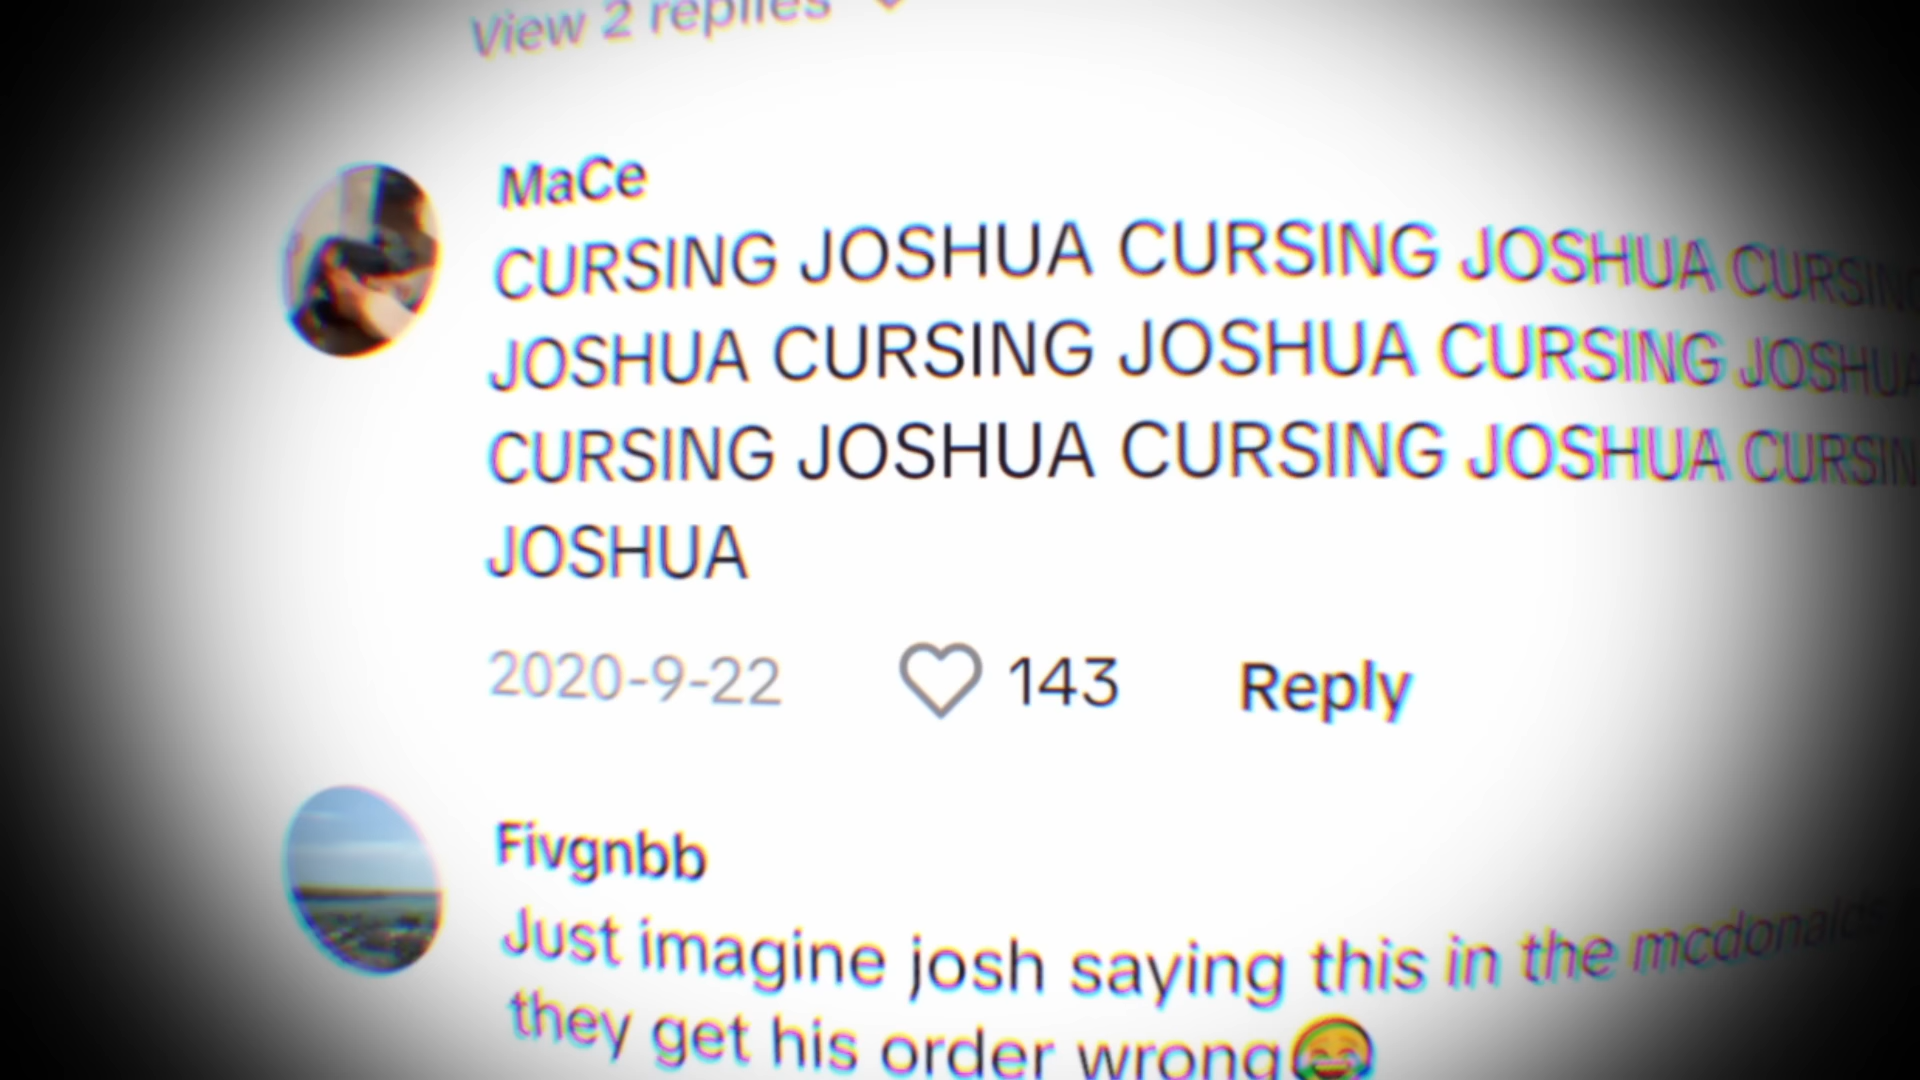 View 2 replies
MaCe
CURSING JOSHUA CURSING JOSHUA CURSING
JOSHUA CURSING JOSHUA CURSING JOSHUA
CURSING JOSHUA CURSING JOSHUA CURSING
JOSHUA
2020-9-22 143 Reply
Fivgnbb
Just imagine josh saying this in the mcdonalds
they get his order wrong😂